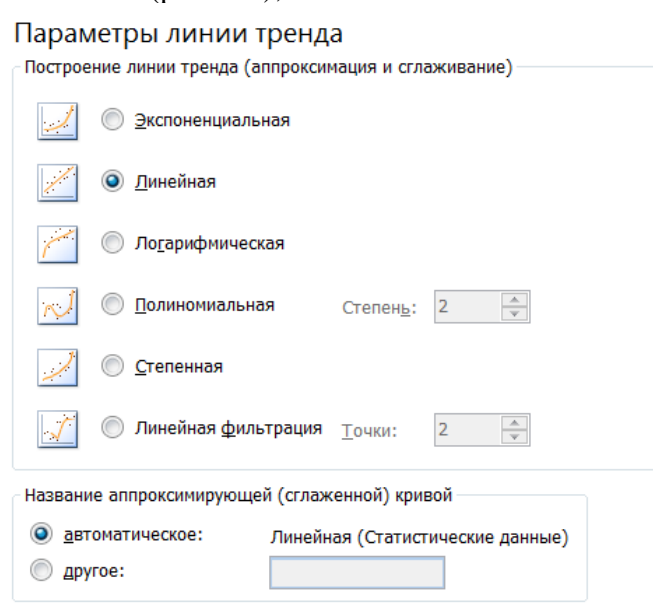 Параметры линии тренда
Построение линии тренда (аппроксимация и сглаживание)
Экспоненциальная
Линейная
Логарифмическая
Полиномиальная Степень: 2
Степенная
Линейная фильтрация Точки: 2
Название аппроксимирующей (сглаженной) кривой
автоматическое: Линейная (Статистические данные)
другое: